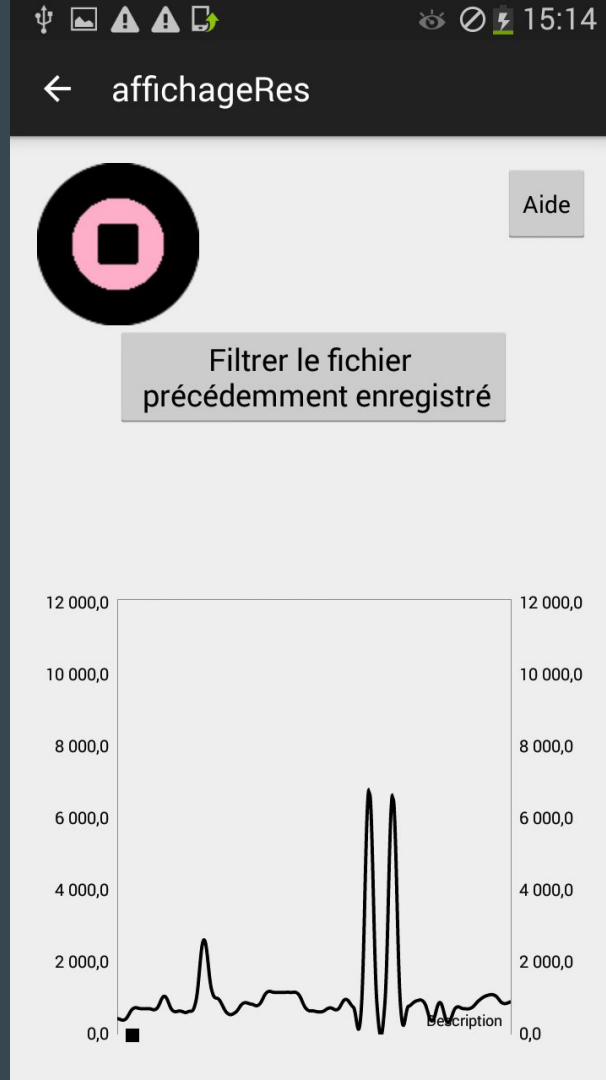 15:14
affichageRes
Aide
Filtrer le fichier
précédemment enregistré
12 000,0 12 000,0
10 000,0 10 000,0
8 000,0 8 000,0
6 000,0 6 000,0
4 000,0 4 000,0
2 000,0 2 000,0
Description
0,0 0,0